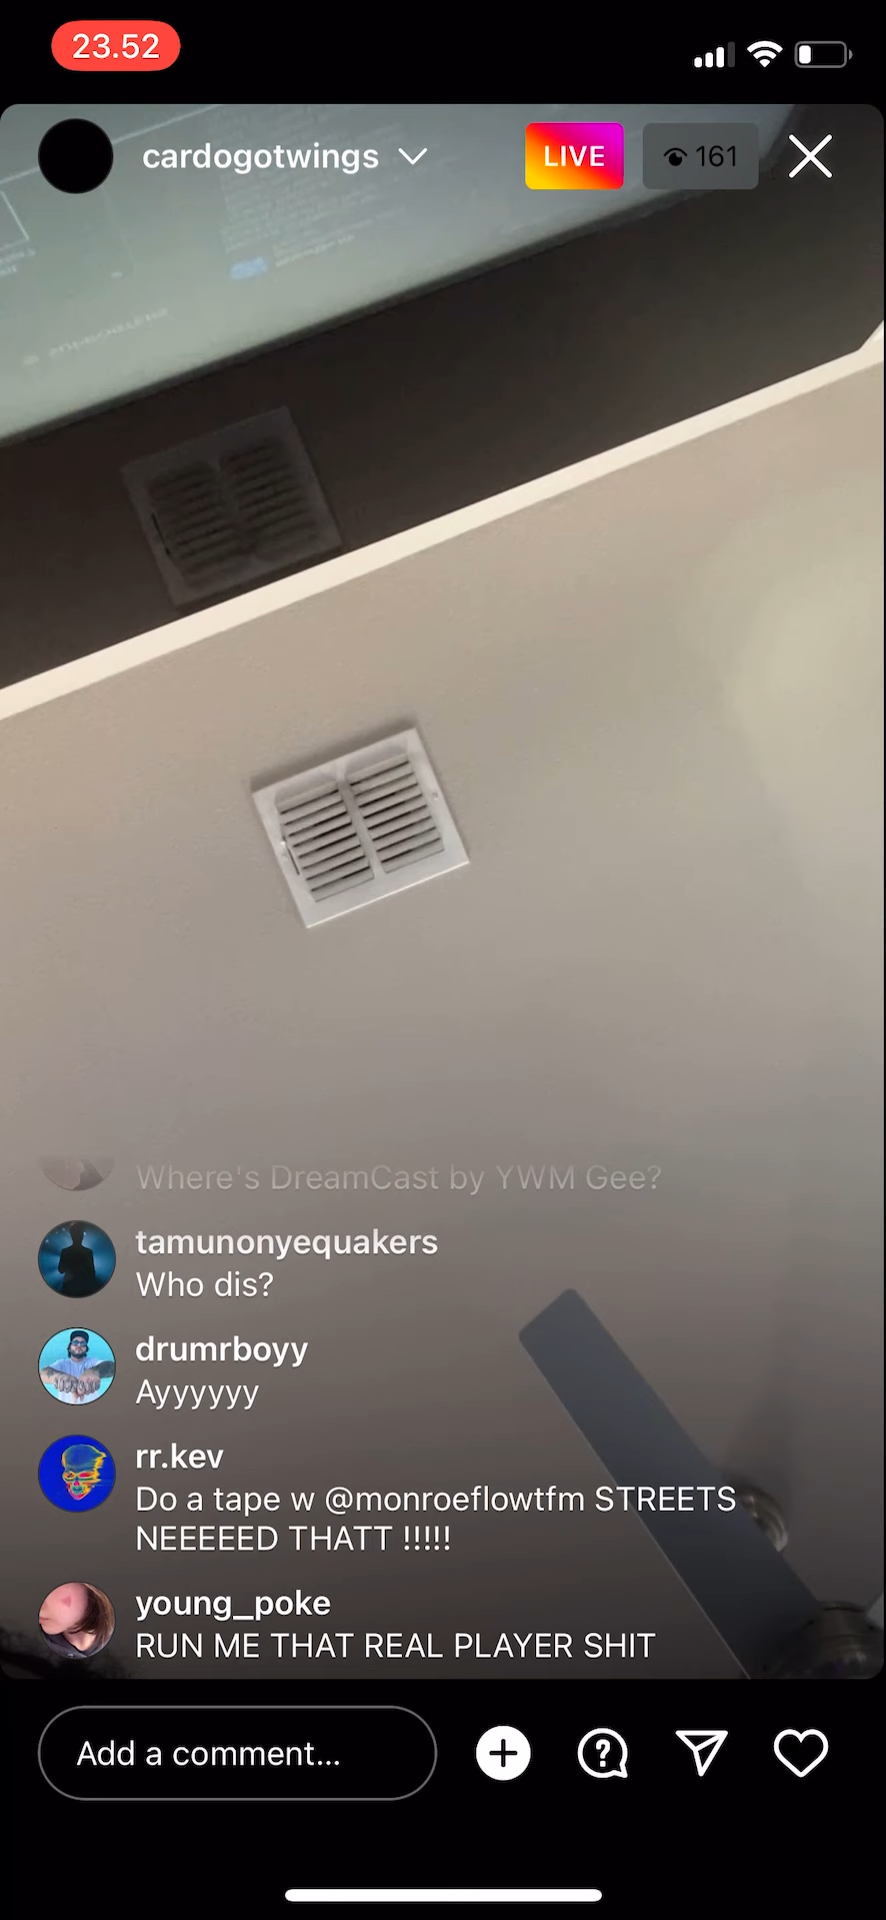 23.52
cardogotwings
LIVE
161
Where's DreamCast by YWM Gee?
tamunonyequakers
Who dis?
drumrboyy
Ayyyyyy
rr.kev
Do a tape w @monroeflowtfm STREETS
NEEEEED THATT !!!!!
young_poke
RUN ME THAT REAL PLAYER SHIT
Add a comment...